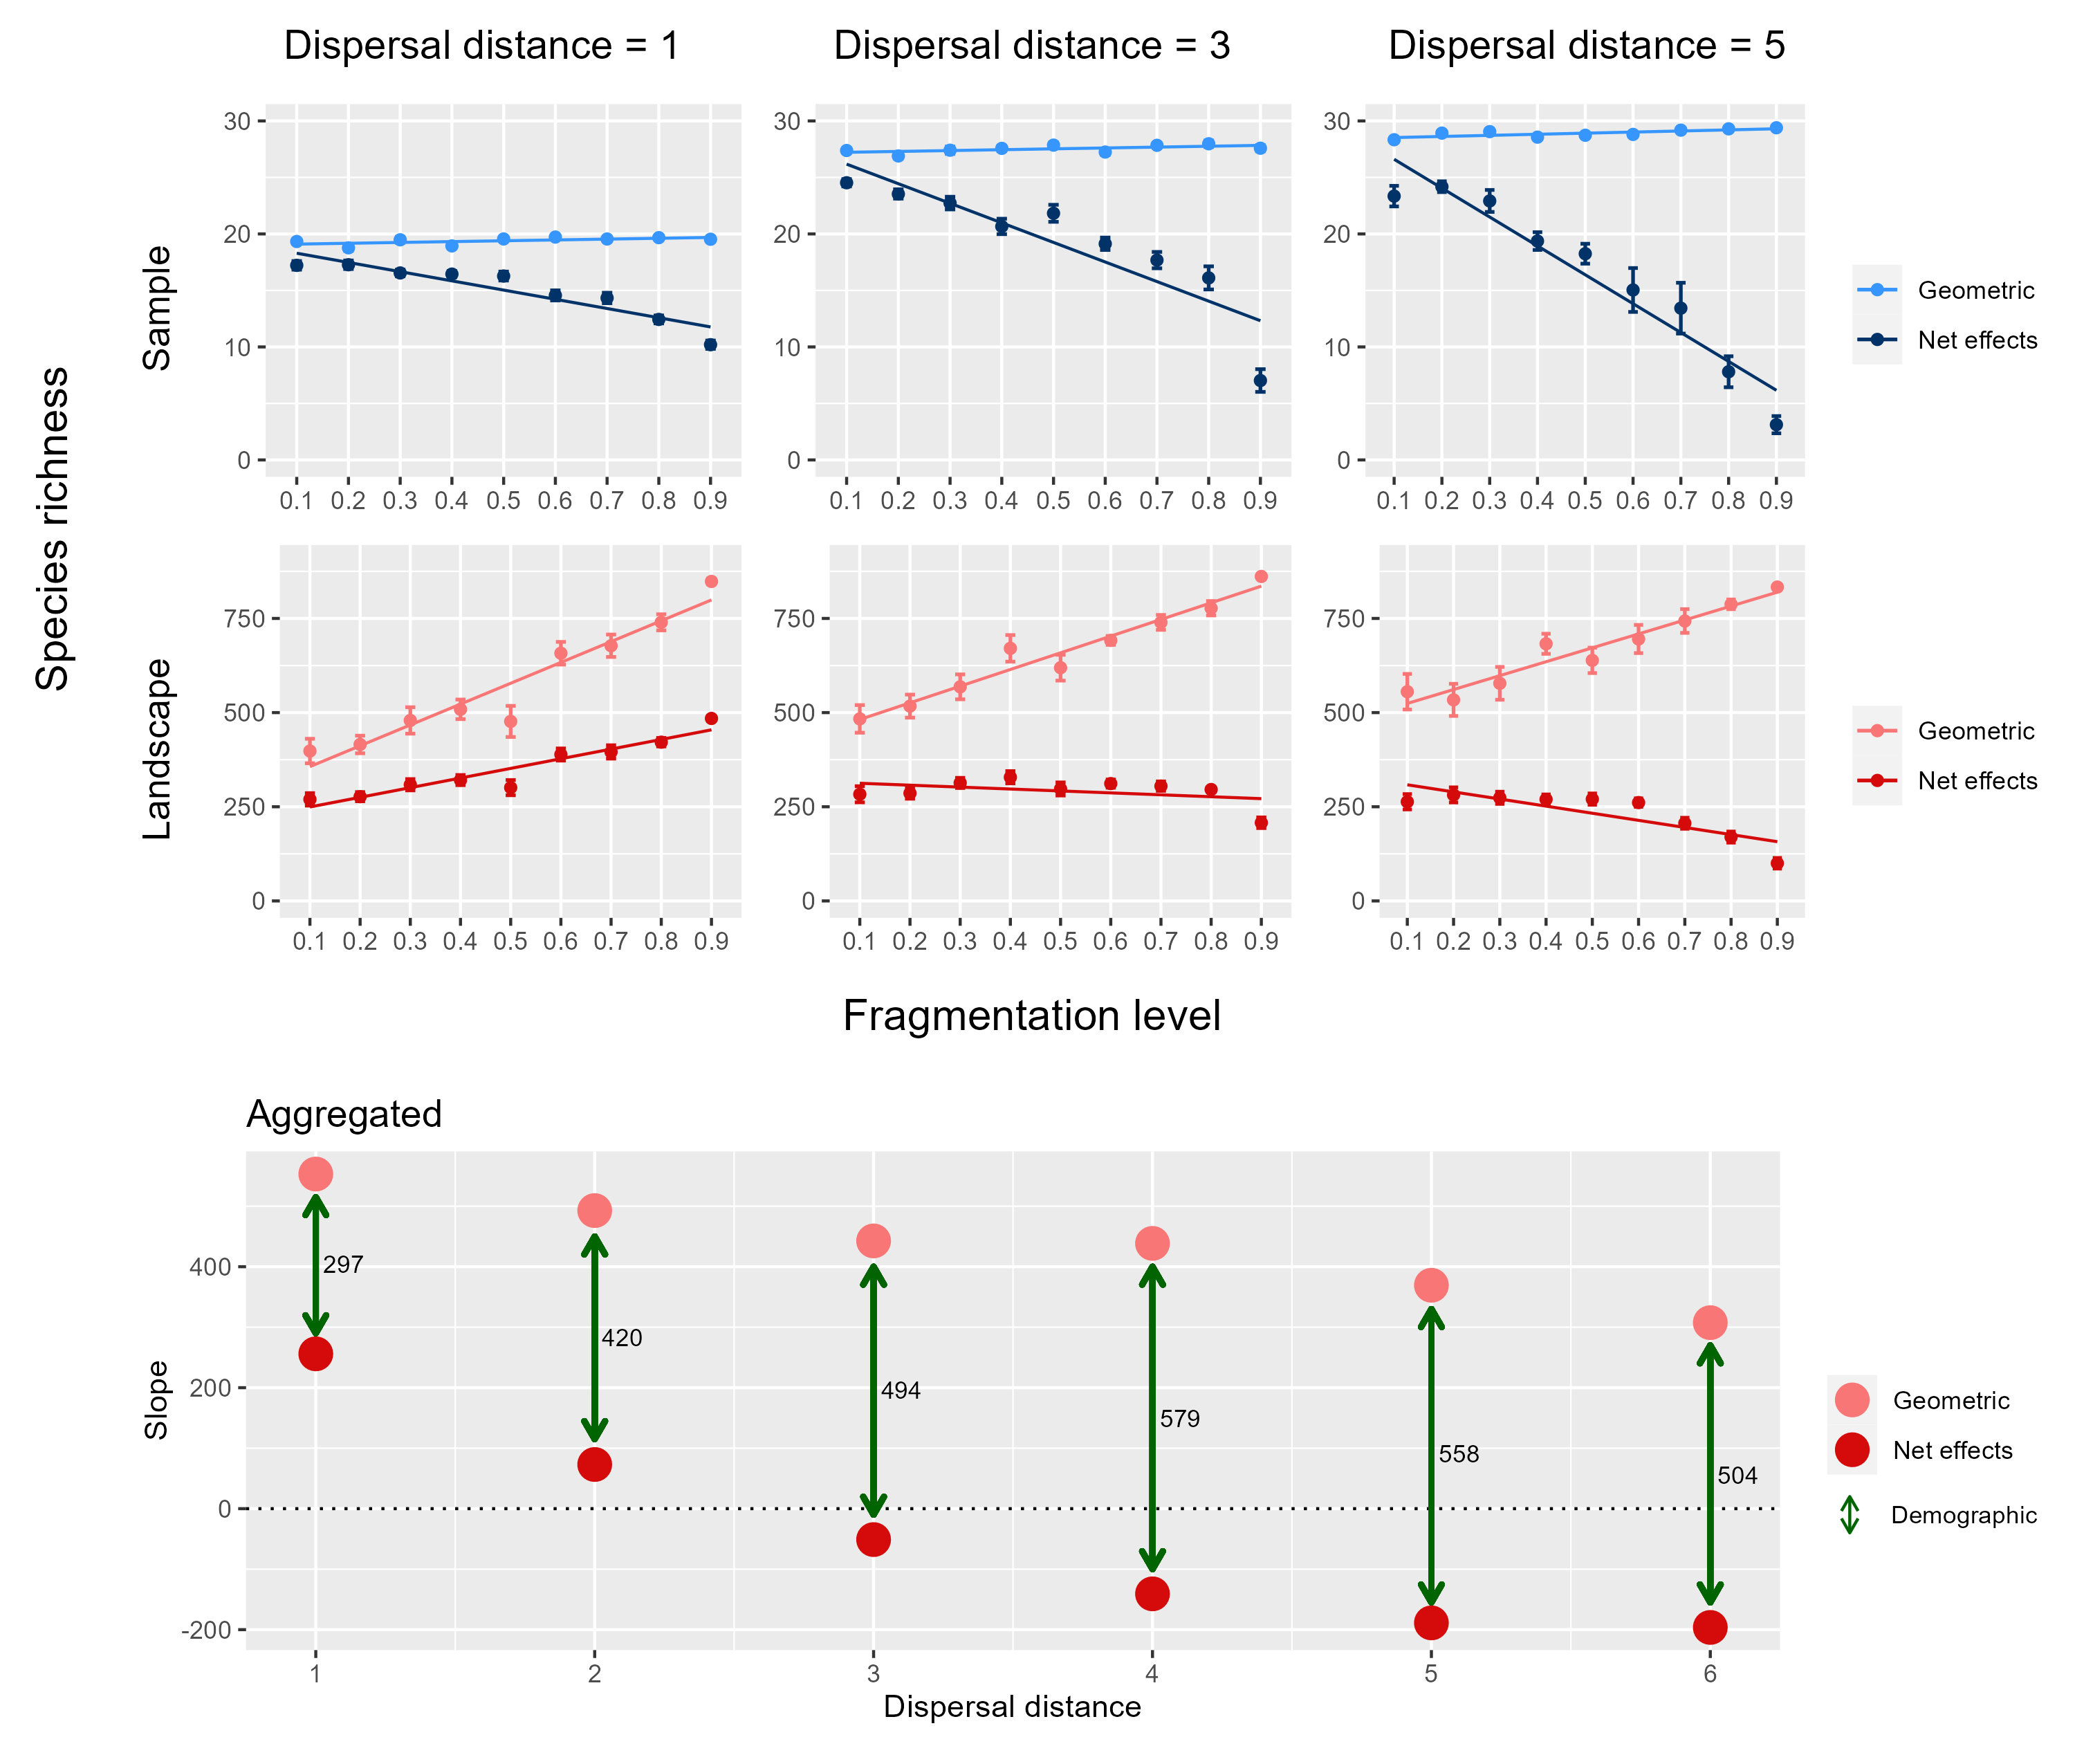 Dispersal distance = 1
Dispersal distance = 3
Dispersal distance = 5
Species richness
Sample
30
20
10
0
0.1 0.2 0.3 0.4 0.5 0.6 0.7 0.8 0.9
30
20
10
0
0.1 0.2 0.3 0.4 0.5 0.6 0.7 0.8 0.9
30
20
10
0
0.1 0.2 0.3 0.4 0.5 0.6 0.7 0.8 0.9
Geometric
Net effects
Landscape
750
500
250
0
0.1 0.2 0.3 0.4 0.5 0.6 0.7 0.8 0.9
750
500
250
0
0.1 0.2 0.3 0.4 0.5 0.6 0.7 0.8 0.9
750
500
250
0
0.1 0.2 0.3 0.4 0.5 0.6 0.7 0.8 0.9
Geometric
Net effects
Fragmentation level
Aggregated
Slope
400
200
0
-200
297
420
494
579
558
504
1 2 3 4 5 6
Dispersal distance
Geometric
Net effects
Demographic